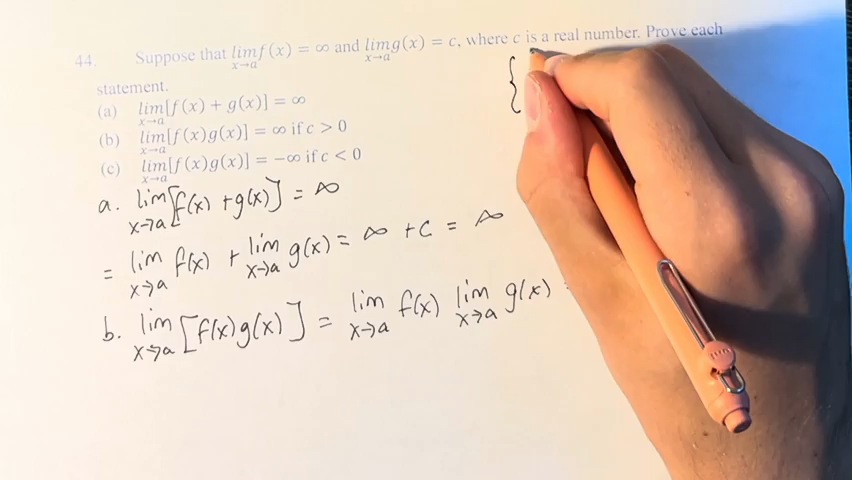 44. Suppose that lim f(x) = ∞ and lim g(x) = c, where c is a real number. Prove each
x→a x→a
statement.
(a) lim[f(x) + g(x)] = ∞
x→a
(b) lim[f(x)g(x)] = ∞ if c > 0
x→a
(c) lim[f(x)g(x)] = −∞ if c < 0
x→a
a. lim [f(x) + g(x)] = ∞
x→a
= lim f(x) + lim g(x) = ∞ + c = ∞
x→a x→a
b. lim [f(x)g(x)] = lim f(x) lim g(x)
x→a x→a x→a
{